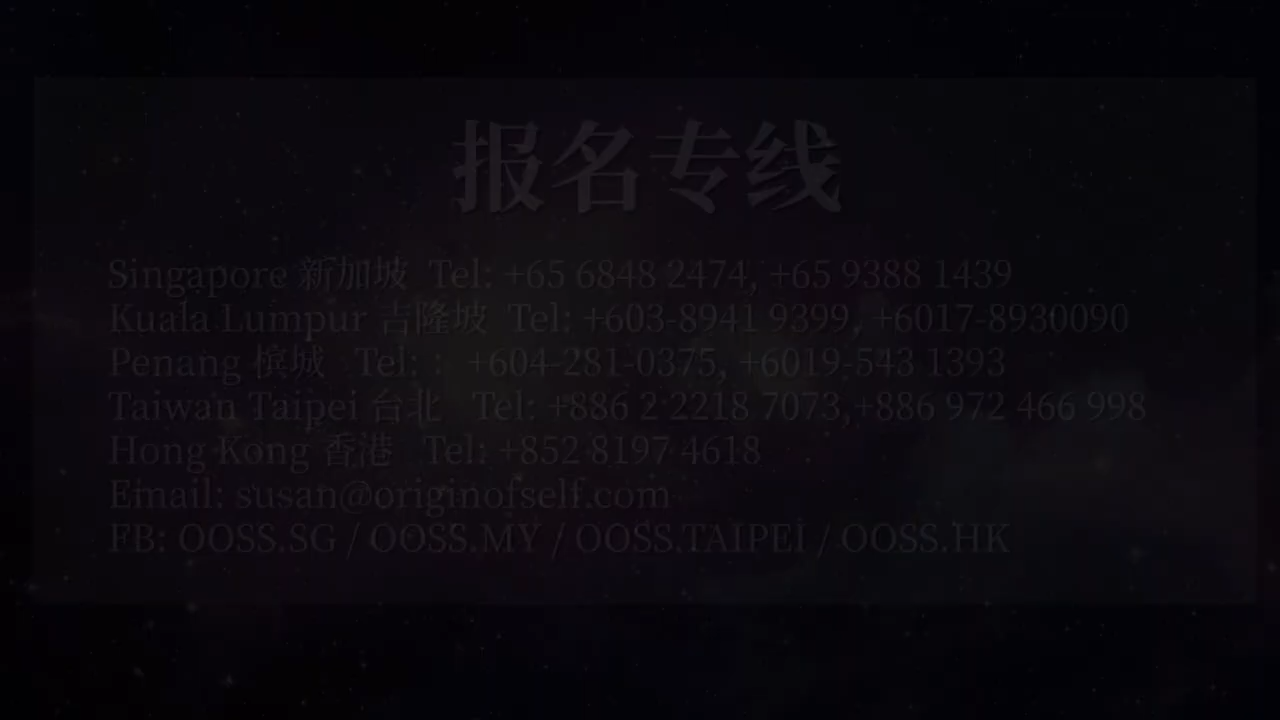 报名专线
Singapore 新加坡 Tel: +65 6848 2474, +65 9388 1439
Kuala Lumpur 吉隆坡 Tel: +603-8941 9399, +6017-8930090
Penang 槟城 Tel: : +604-281-0375, +6019-543 1393
Taiwan Taipei 台北 Tel: +886 2 2218 7073,+886 972 466 998
Hong Kong 香港 Tel: +852 8197 4618
Email: susan@originofself.com
FB: OOSS.SG / OOSS.MY / OOSS.TAIPEI / OOSS.HK